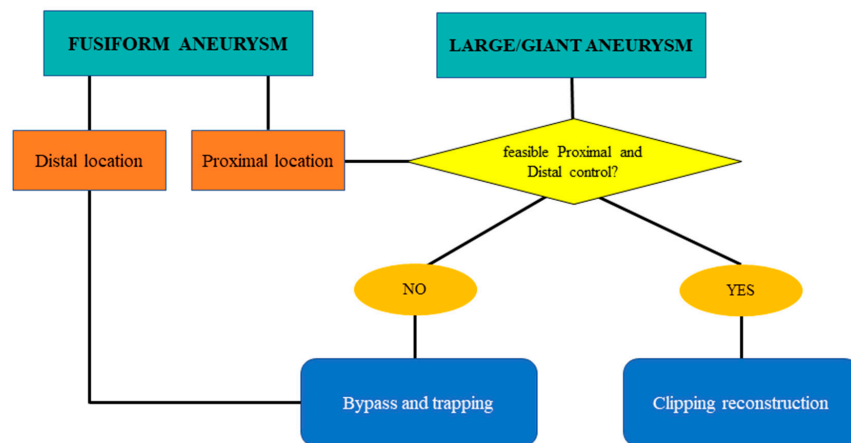 FUSIFORM ANEURYSM
LARGE/GIANT ANEURYSM
Distal location
Proximal location
feasible Proximal and
Distal control?
NO
YES
Bypass and trapping
Clipping reconstruction